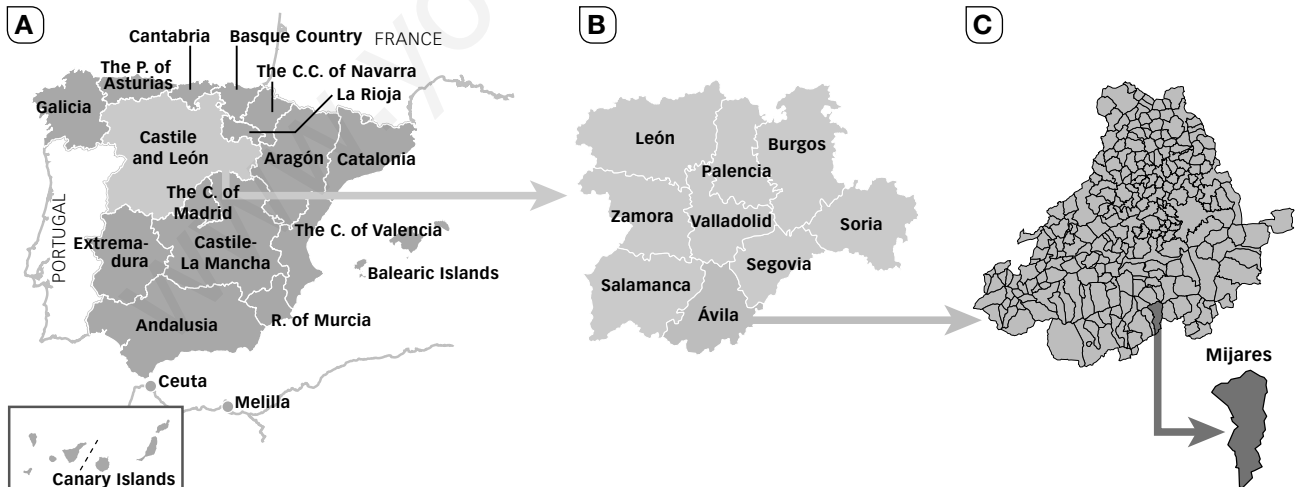 A
Cantabria
Basque Country
FRANCE
The P. of
Asturias
The C.C. of Navarra
La Rioja
Galicia
Castile
and León
Aragón
Catalonia
The C. of
Madrid
PORTUGAL
Extrema-
dura
Castile-
La Mancha
The C. of Valencia
Balearic Islands
Andalusia
R. of Murcia
Ceuta
Melilla
Canary Islands
B
León
Palencia
Burgos
Zamora
Valladolid
Soria
Segovia
Salamanca
Ávila
C
Mijares